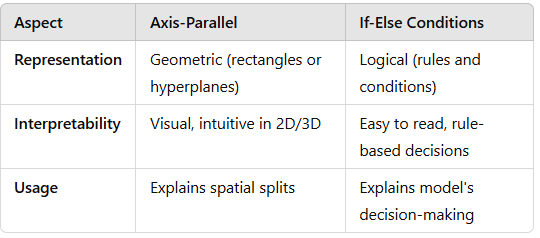 Aspect Axis-Parallel If-Else Conditions
Representation Geometric (rectangles or Logical (rules and
hyperplanes) conditions)
Interpretability Visual, intuitive in 2D/3D Easy to read, rule-
based decisions
Usage Explains spatial splits Explains model's
decision-making